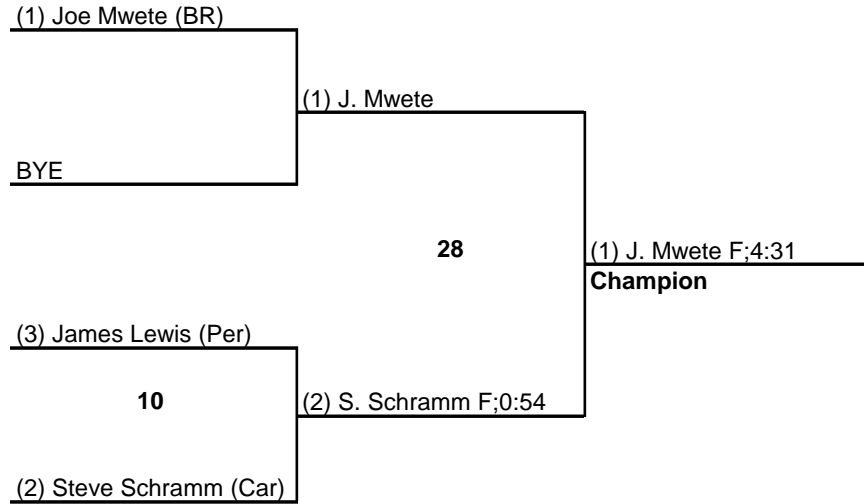 (1) Joe Mwete (BR)
(1) J. Mwete
BYE
28
(1) J. Mwete F;4:31
Champion
(3) James Lewis (Per)
10
(2) S. Schramm F;0:54
(2) Steve Schramm (Car)